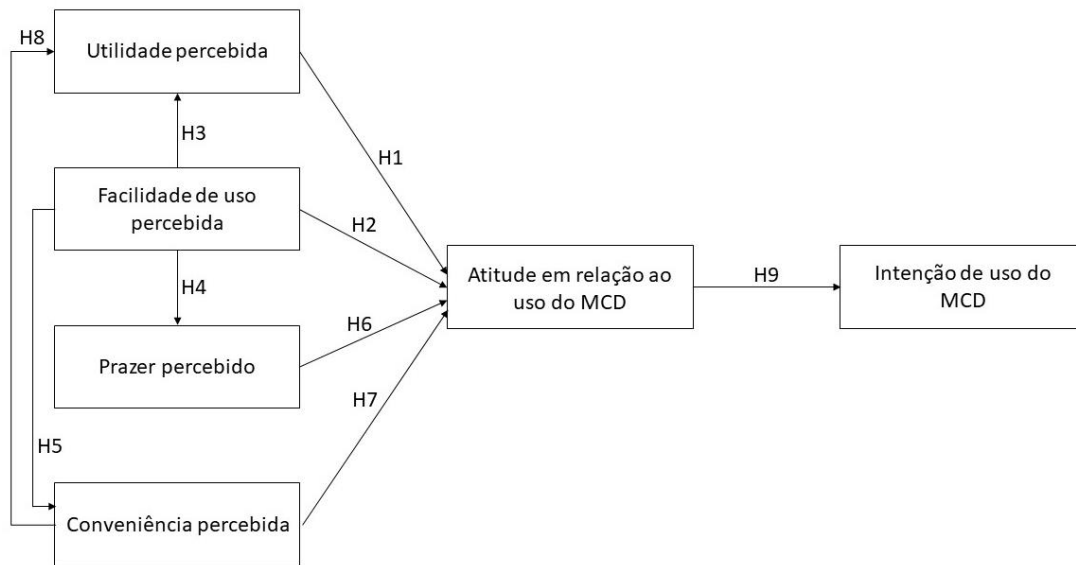 H8
Utilidade percebida
H3
H1
Facilidade de uso
percebida
H2
H4
Atitude em relação ao
uso do MCD
H9
Intenção de uso do
MCD
H6
Prazer percebido
H7
H5
Conveniência percebida